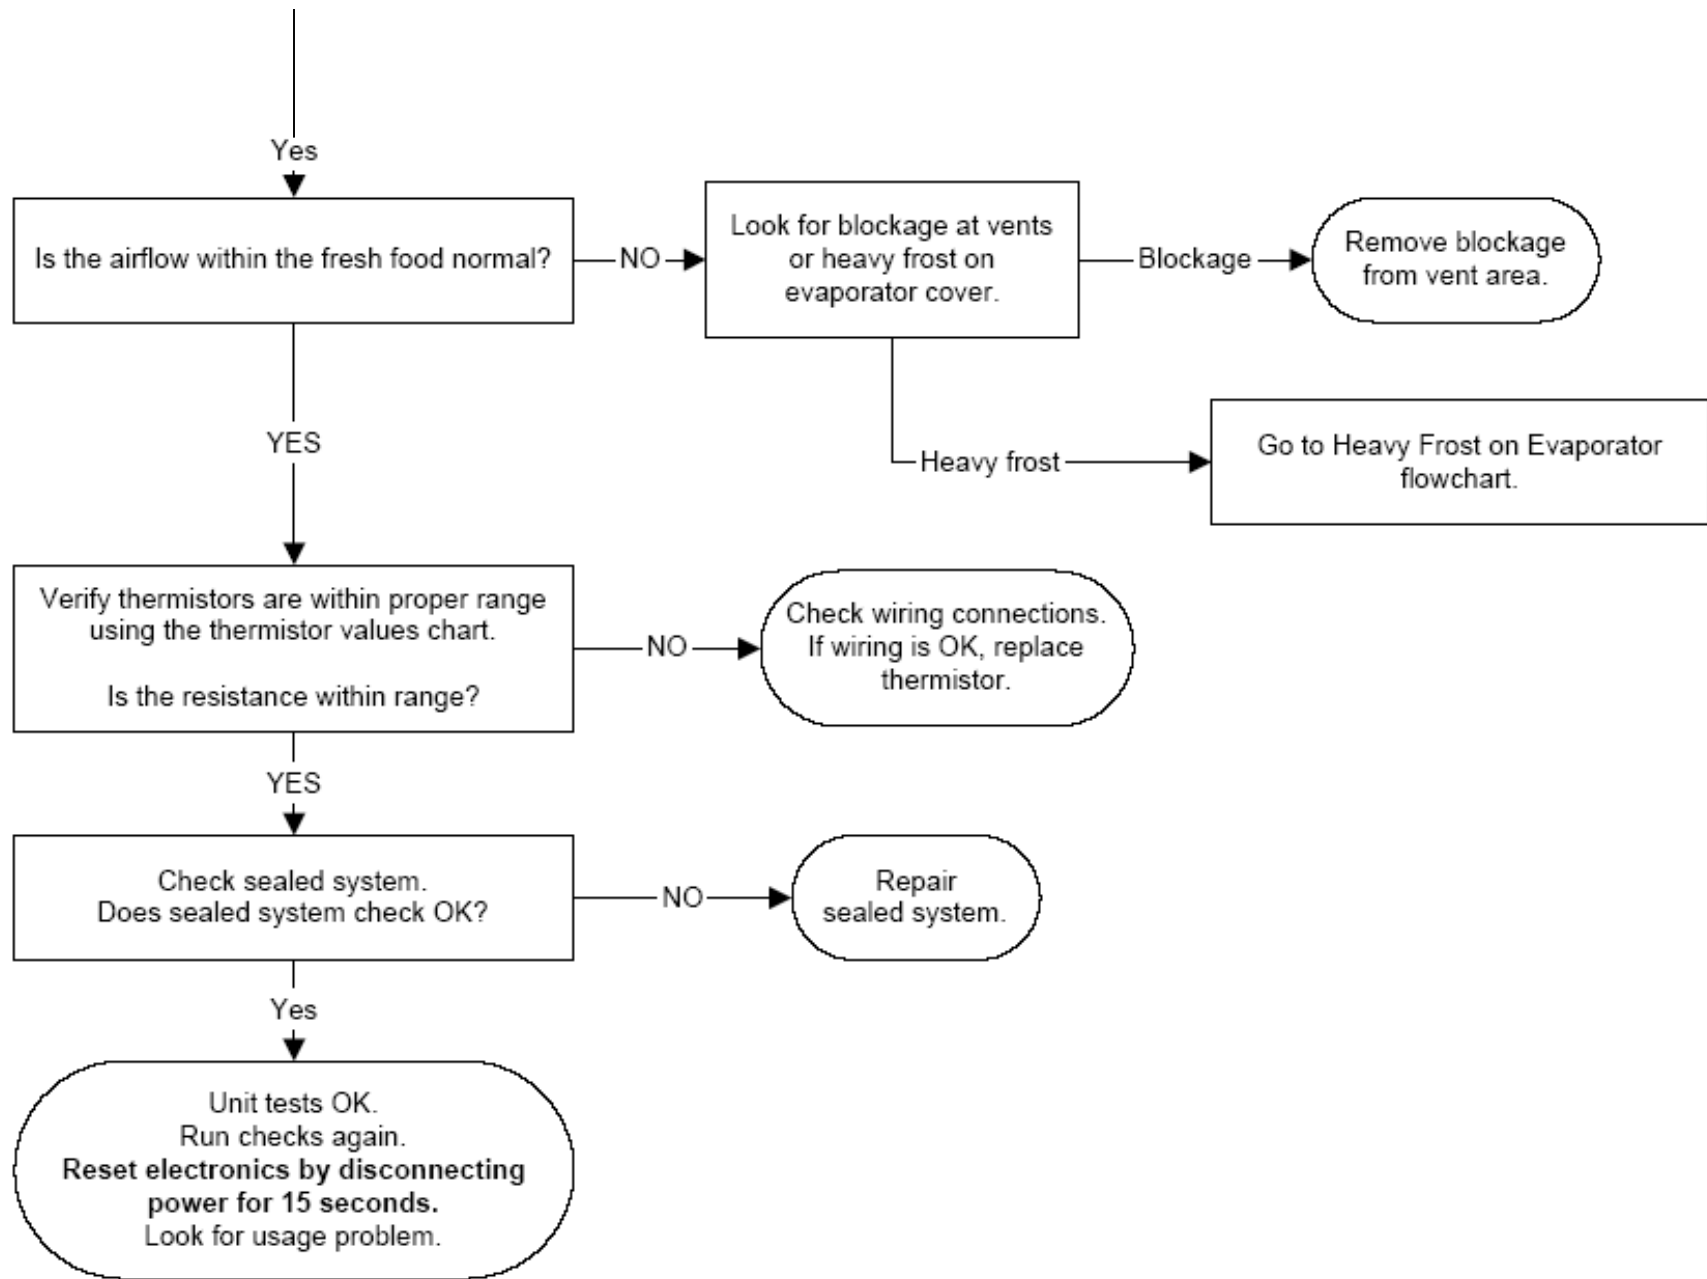 Yes
Is the airflow within the fresh food normal?
NO
Look for blockage at vents
or heavy frost on
evaporator cover.
Blockage
Remove blockage
from vent area.
YES
Heavy frost
Go to Heavy Frost on Evaporator
flowchart.
Verify thermistors are within proper range
using the thermistor values chart.
Is the resistance within range?
NO
Check wiring connections.
If wiring is OK, replace
thermistor.
YES
Check sealed system.
Does sealed system check OK?
NO
Repair
sealed system.
Yes
Unit tests OK.
Run checks again.
Reset electronics by disconnecting
power for 15 seconds.
Look for usage problem.